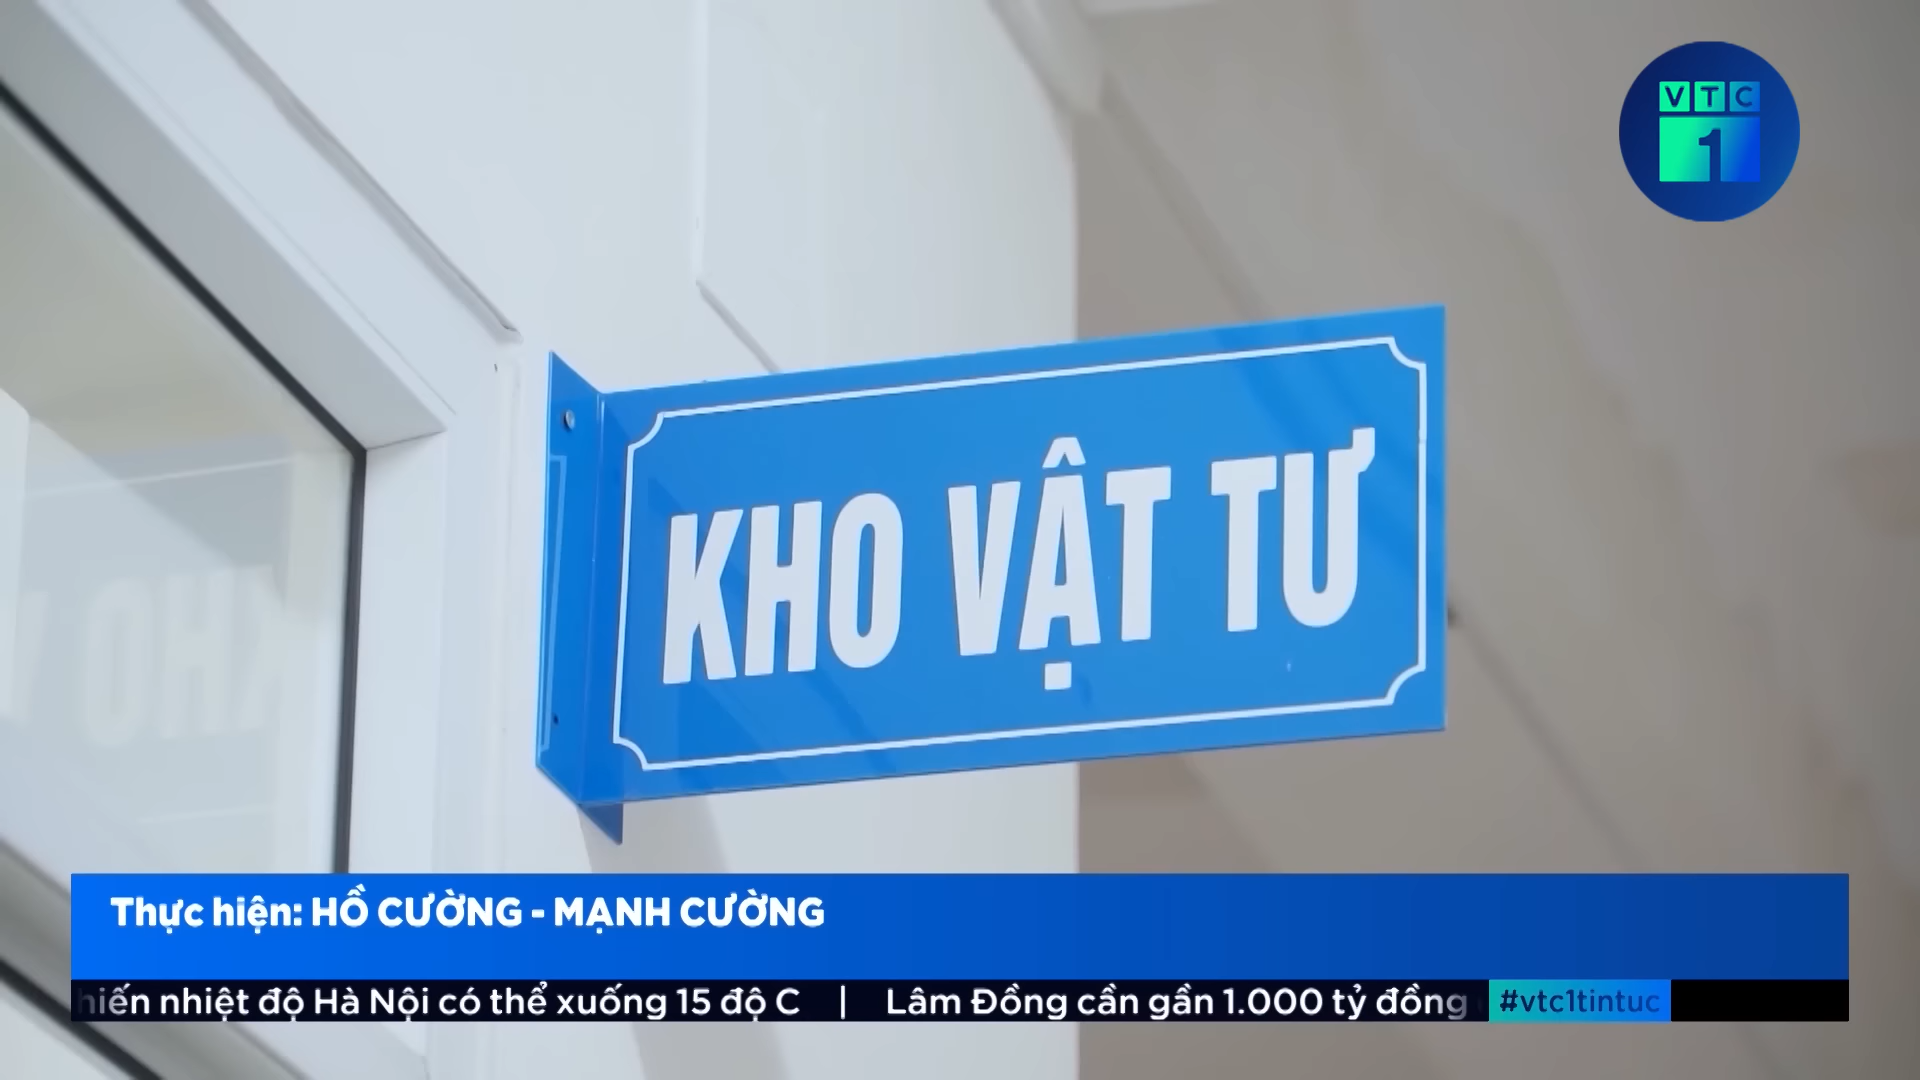 VTC
1
KHO VẬT TƯ
Thực hiện: HỒ CƯỜNG - MẠNH CƯỜNG
nhiệt độ Hà Nội có thể xuống 15 độ C | Lâm Đồng cần gần 1.000 tỷ đồng
#vtc1tintuc